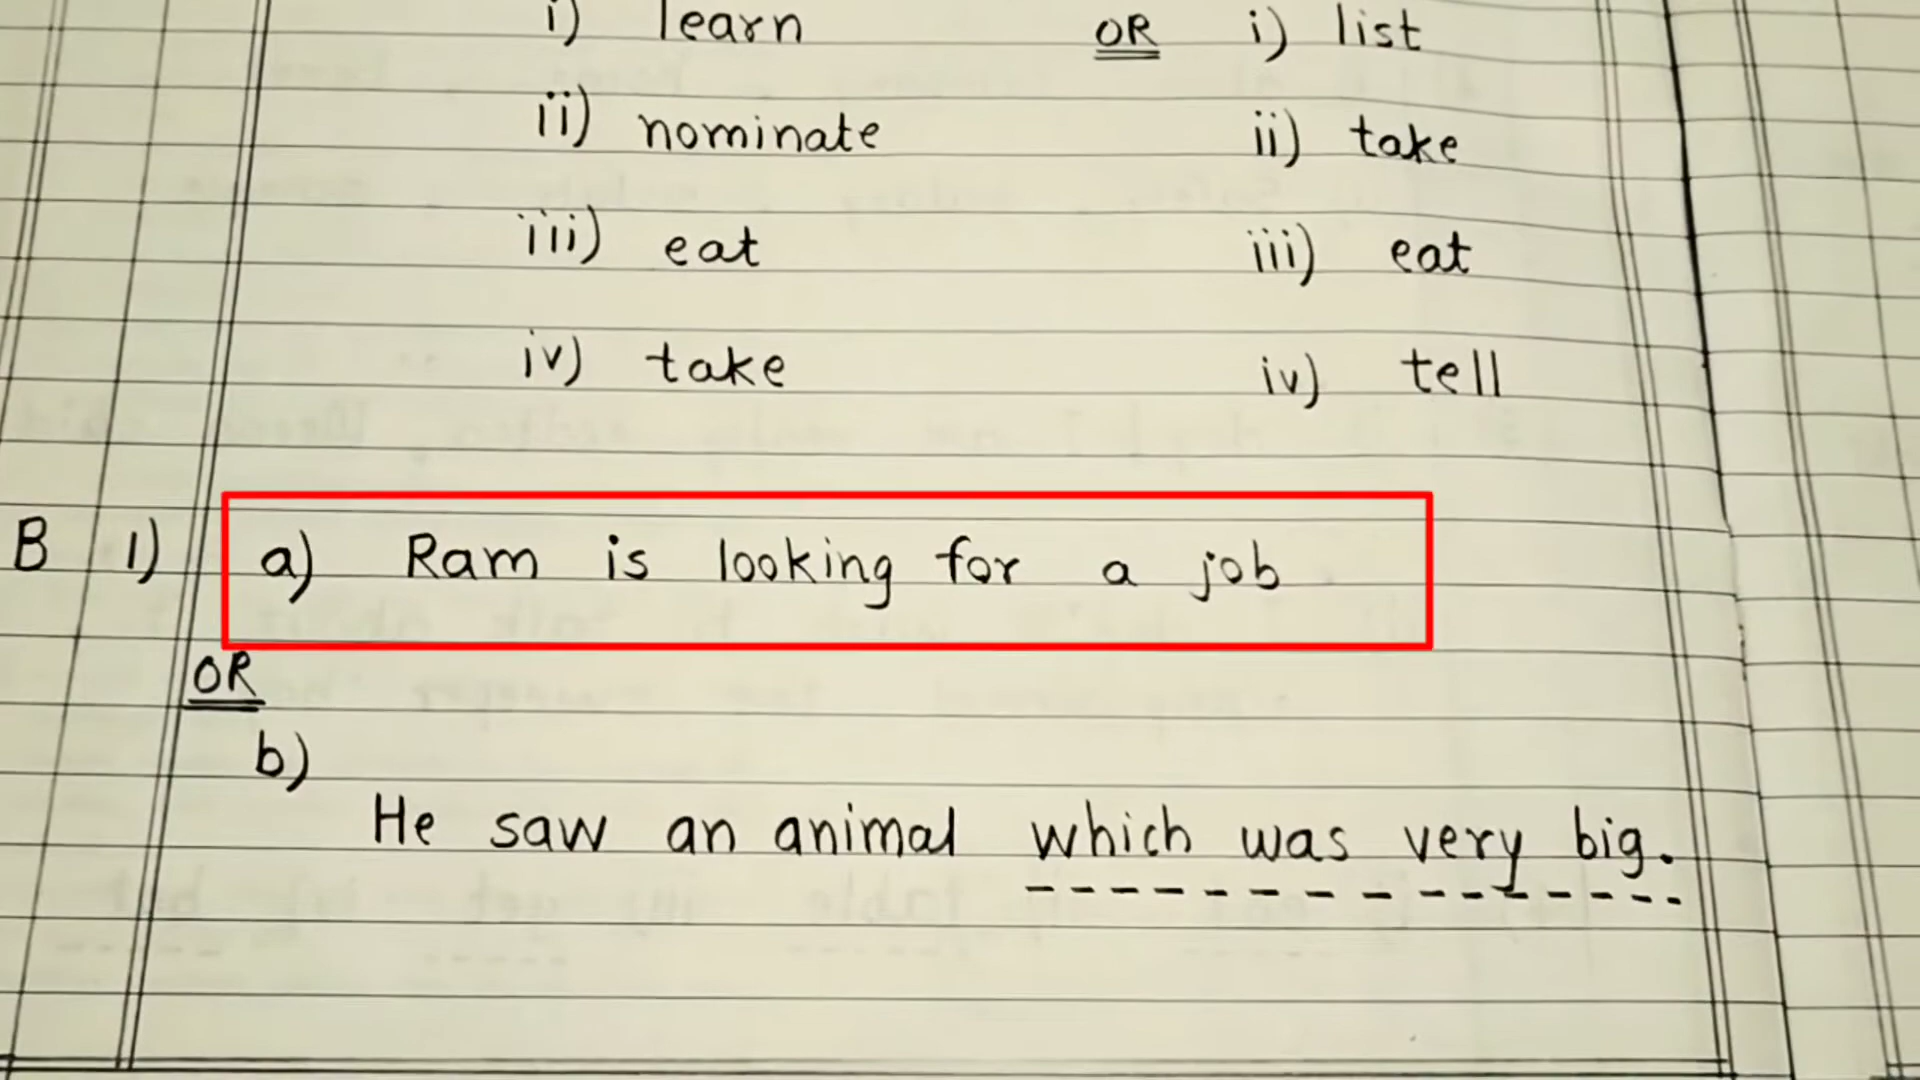 i) learn OR i) list
ii) nominate ii) take
iii) eat iii) eat
iv) take iv) tell
B 1) a) Ram is looking for a job
OR
b)
He saw an animal which was very big.